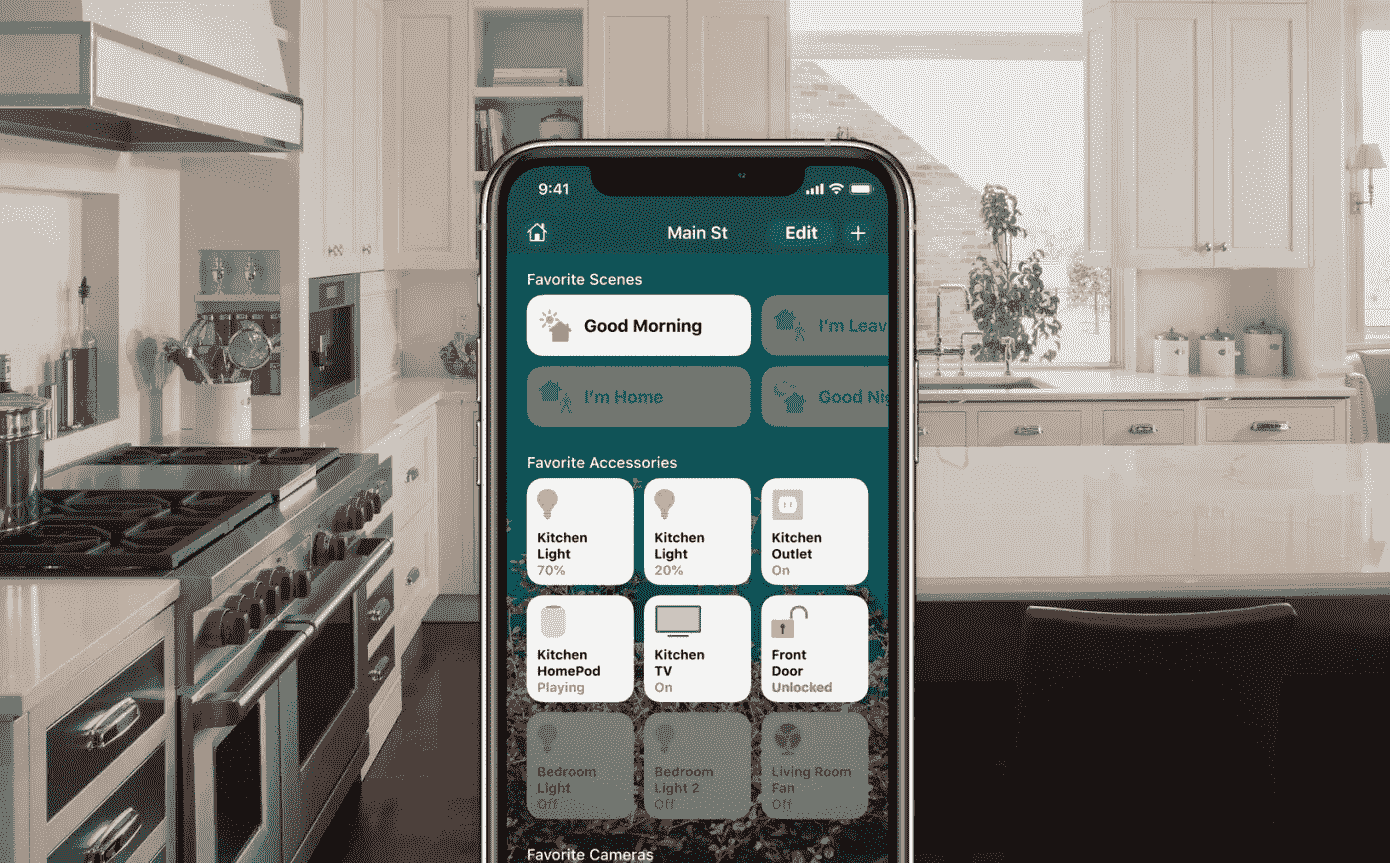 9:41
Main St
Edit
Favorite Scenes
Good Morning
I'm Leav
I'm Home
Good Nig
Favorite Accessories
Kitchen
Light
70%
Kitchen
Light
20%
Kitchen
Outlet
On
Kitchen
HomePod
Playing
Kitchen
TV
On
Front
Door
Unlocked
Bedroom
Light
Off
Bedroom
Light 2
Off
Living Room
Fan
Off
Favorite Cameras